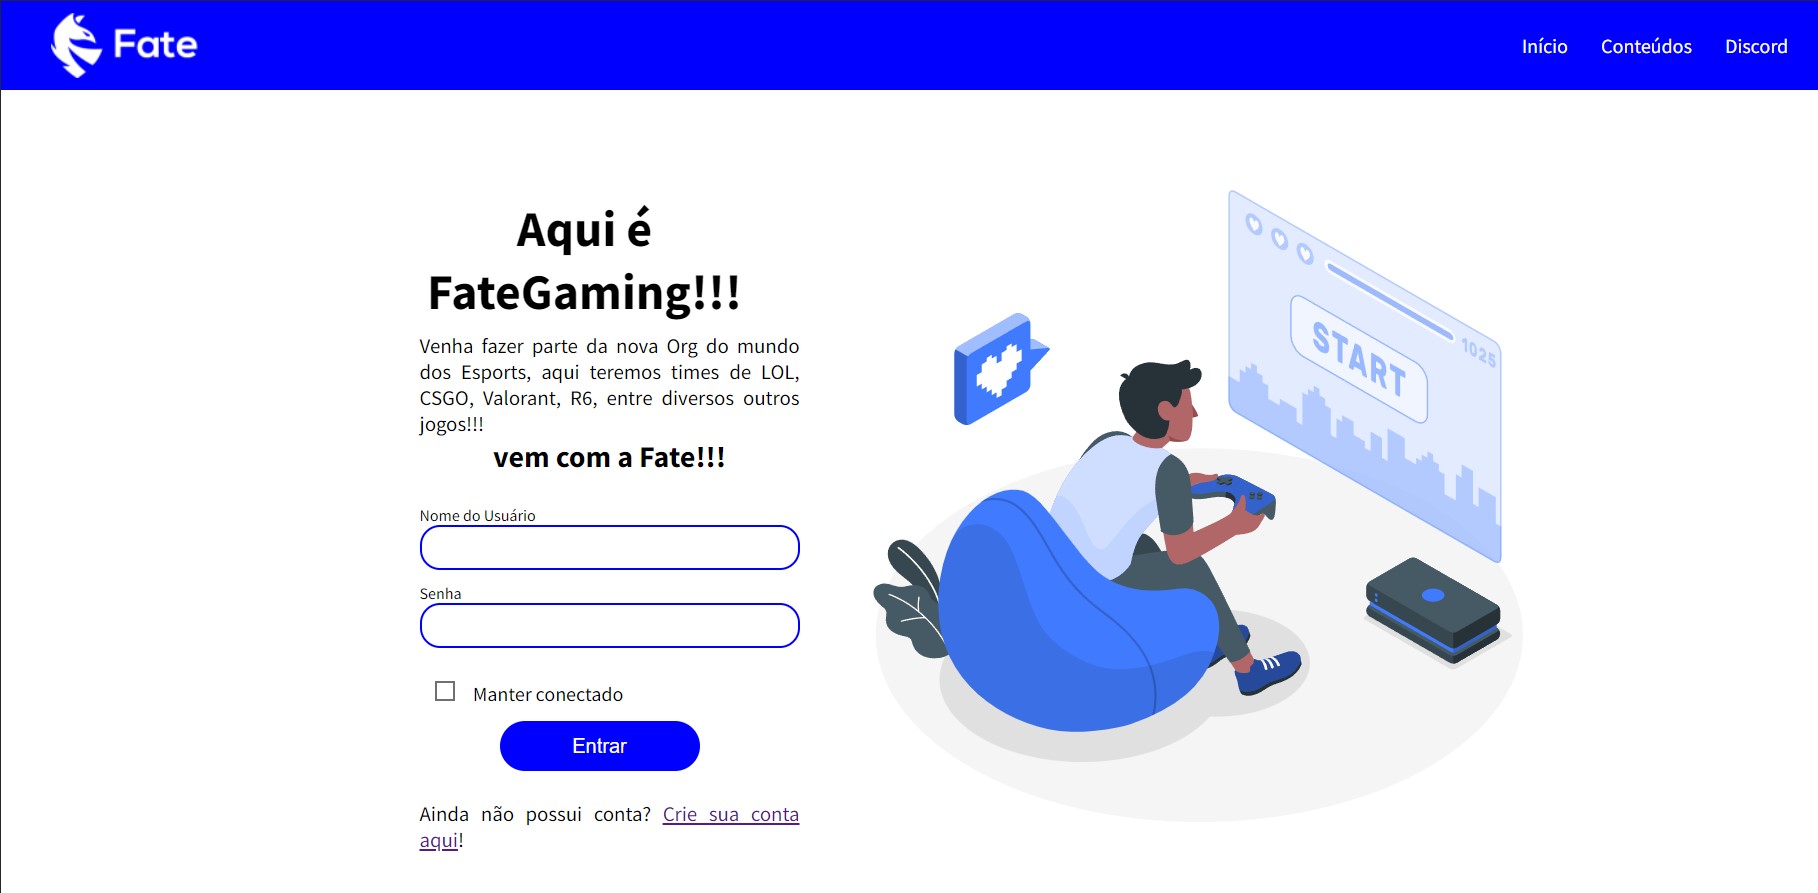 Fate
Início Conteúdos Discord
Aqui é
FateGaming!!!
Venha fazer parte da nova Org do mundo
dos Esports, aqui teremos times de LOL,
CSGO, Valorant, R6, entre diversos outros
jogos!!!
vem com a Fate!!!
Nome do Usuário
Senha
Manter conectado
Entrar
Ainda não possui conta? Crie sua conta
aqui!
1025
START